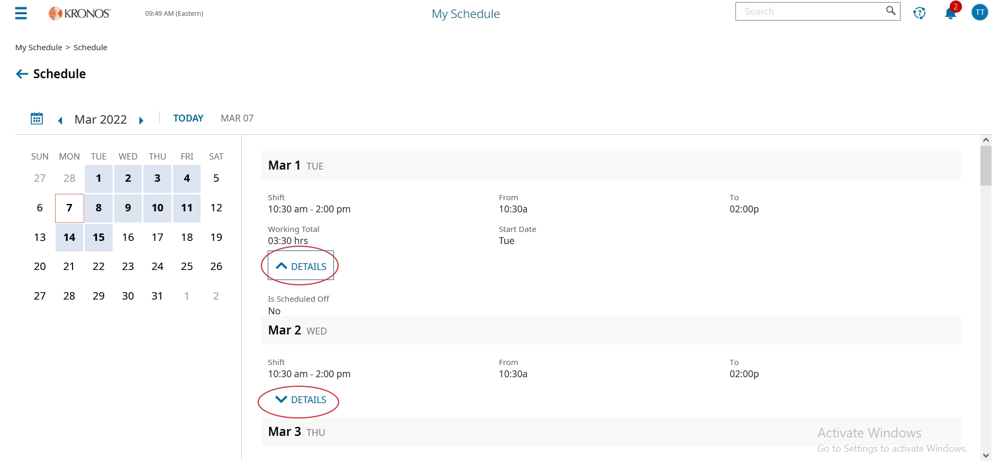 KRONOS 09:49 AM (Eastern) My Schedule Search 2 TT
My Schedule > Schedule
Schedule
Mar 2022 TODAY MAR 07
SUN MON TUE WED THU FRI SAT
27 28 1 2 3 4 5
6 7 8 9 10 11 12
13 14 15 16 17 18 19
20 21 22 23 24 25 26
27 28 29 30 31 1 2
Mar 1 TUE
Shift From To
10:30 am - 2:00 pm 10:30a 02:00p
Working Total Start Date
03:30 hrs Tue
DETAILS
Is Scheduled Off
No
Mar 2 WED
Shift From To
10:30 am - 2:00 pm 10:30a 02:00p
DETAILS
Mar 3 THU
Activate Windows
Go to Settings to activate Windows.